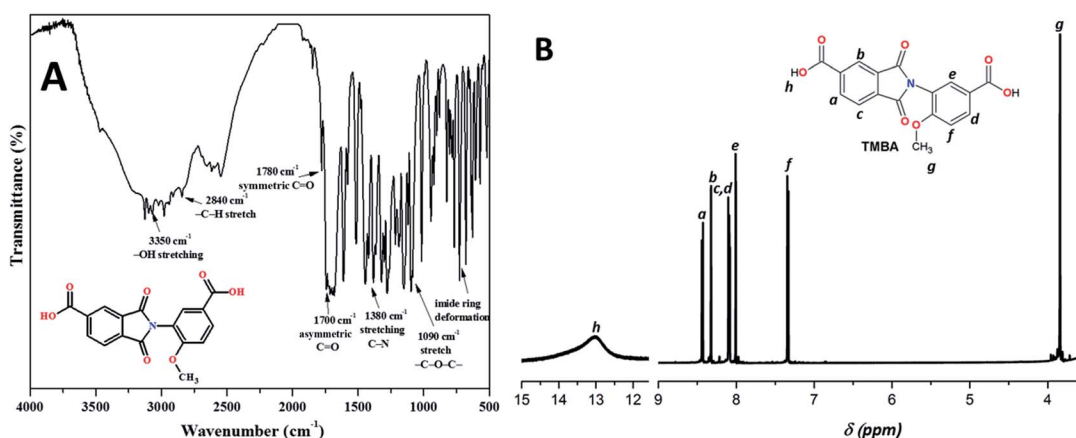 A
Transmittance (%)
1780 cm⁻¹
symmetric C=O
2840 cm⁻¹
–C–H stretch
3350 cm⁻¹
–OH stretching
1700 cm⁻¹
asymmetric
C=O
1380 cm⁻¹
stretching
C–N
1090 cm⁻¹
stretch
–C–O–C–
imide ring
deformation
O
HO
O
N
O
O
CH₃
O
OH
4000 3500 3000 2500 2000 1500 1000 500
Wavenumber (cm⁻¹)
B
O
HO
h
a
b
c
O
N
O
O
CH₃
g
TMBA
e
f
d
O
OH
h
a
b
c,d
e
f
g
15 14 13 12
9 8 7 6 5 4
δ (ppm)